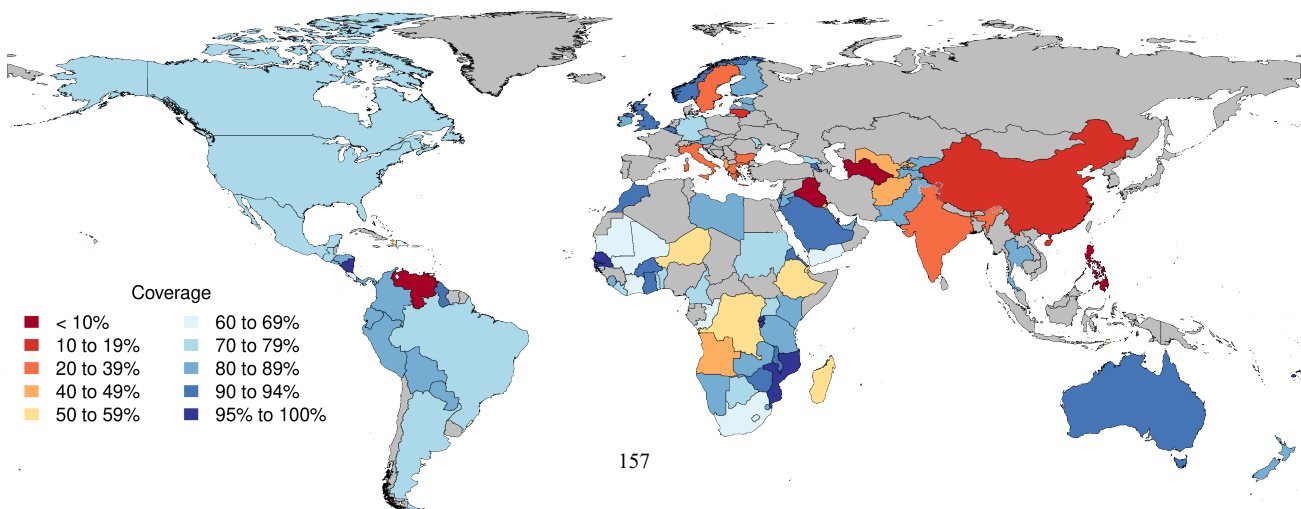 Coverage
< 10%
10 to 19%
20 to 39%
40 to 49%
50 to 59%
60 to 69%
70 to 79%
80 to 89%
90 to 94%
95% to 100%
157